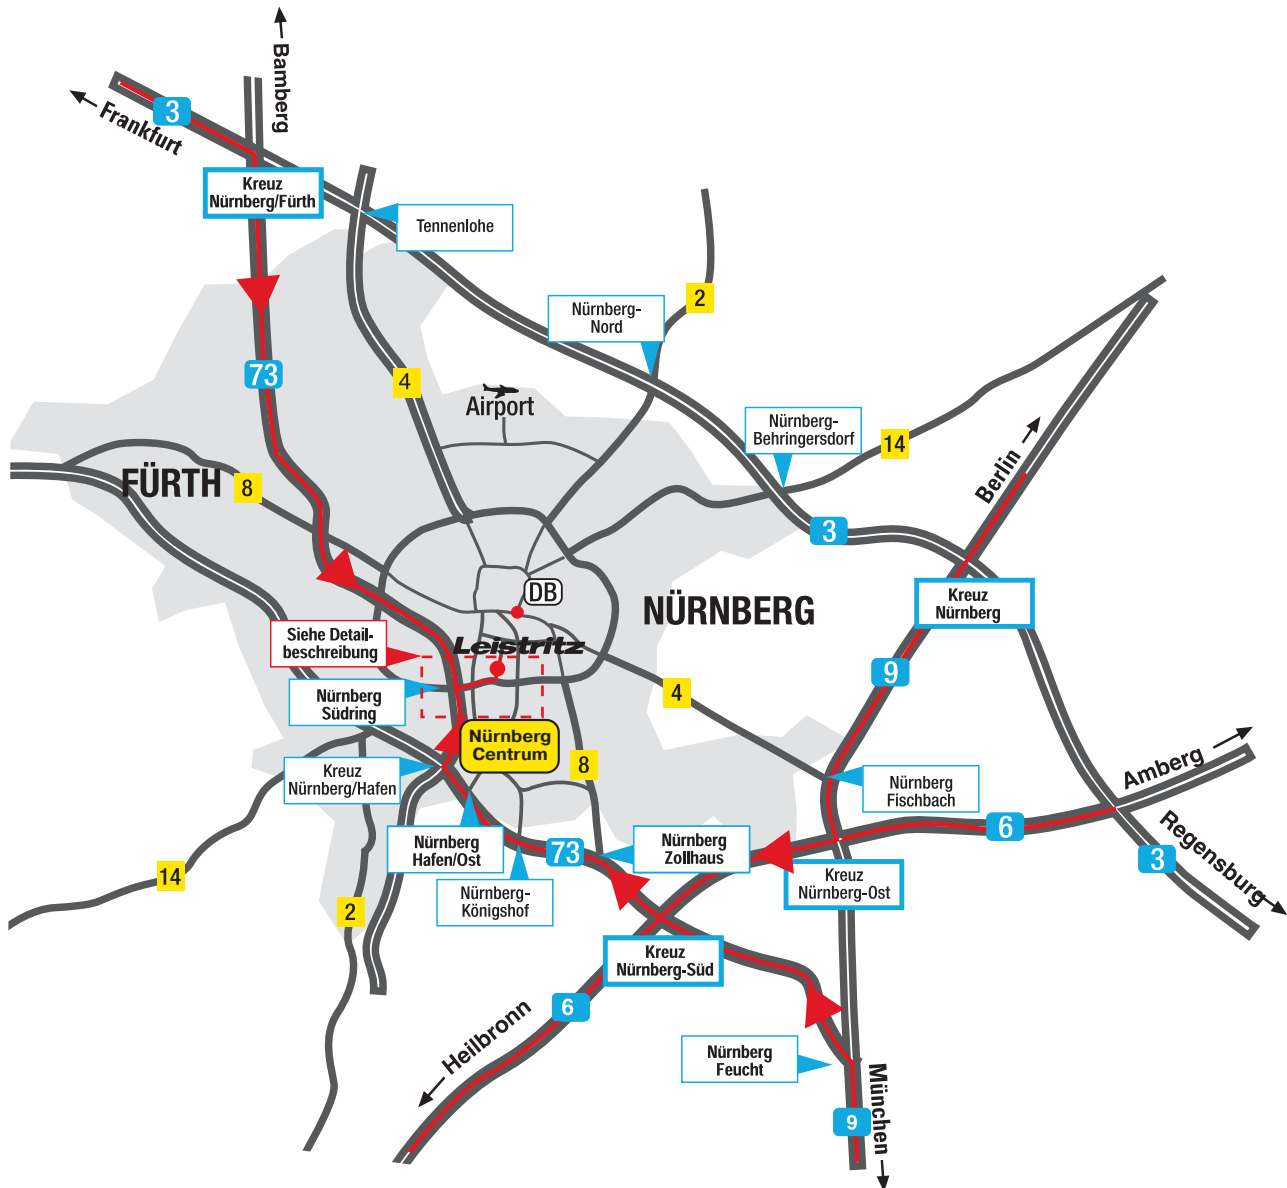 Bamberg
Frankfurt
3
Kreuz
Nürnberg/Fürth
Tennenlohe
2
Nürnberg-
Nord
73
4
Airport
Nürnberg-
Behringersdorf
14
Berlin
FÜRTH
8
3
DB
NÜRNBERG
Kreuz
Nürnberg
Siehe Detail-
beschreibung
Leistritz
9
Nürnberg
Südring
4
Nürnberg
Centrum
8
Kreuz
Nürnberg/Hafen
Nürnberg
Fischbach
Amberg
6
Nürnberg
Hafen/Ost
73
Nürnberg
Zollhaus
Regensburg
3
14
Nürnberg-
Königshof
Kreuz
Nürnberg-Ost
2
Kreuz
Nürnberg-Süd
6
Heilbronn
Nürnberg
Feucht
München
9